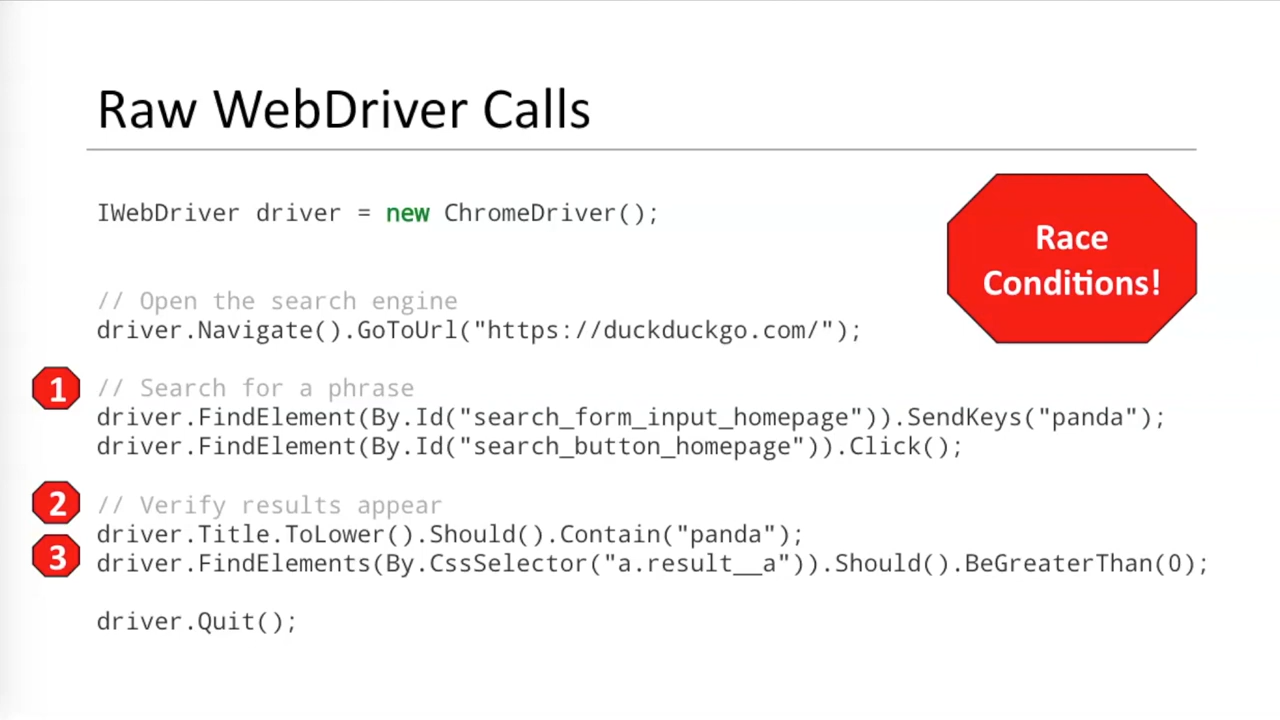 Raw WebDriver Calls
IWebDriver driver = new ChromeDriver();
Race
Conditions!
// Open the search engine
driver.Navigate().GoToUrl("https://duckduckgo.com/");
1
// Search for a phrase
driver.FindElement(By.Id("search_form_input_homepage")).SendKeys("panda");
driver.FindElement(By.Id("search_button_homepage")).Click();
2
// Verify results appear
driver.Title.ToLower().Should().Contain("panda");
3
driver.FindElements(By.CssSelector("a.result__a")).Should().BeGreaterThan(0);
driver.Quit();